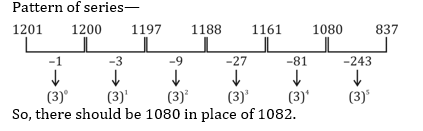 Pattern of series—
1201 1200 1197 1188 1161 1080 837
−1 −3 −9 −27 −81 −243
(3)⁰ (3)¹ (3)² (3)³ (3)⁴ (3)⁵
So, there should be 1080 in place of 1082.